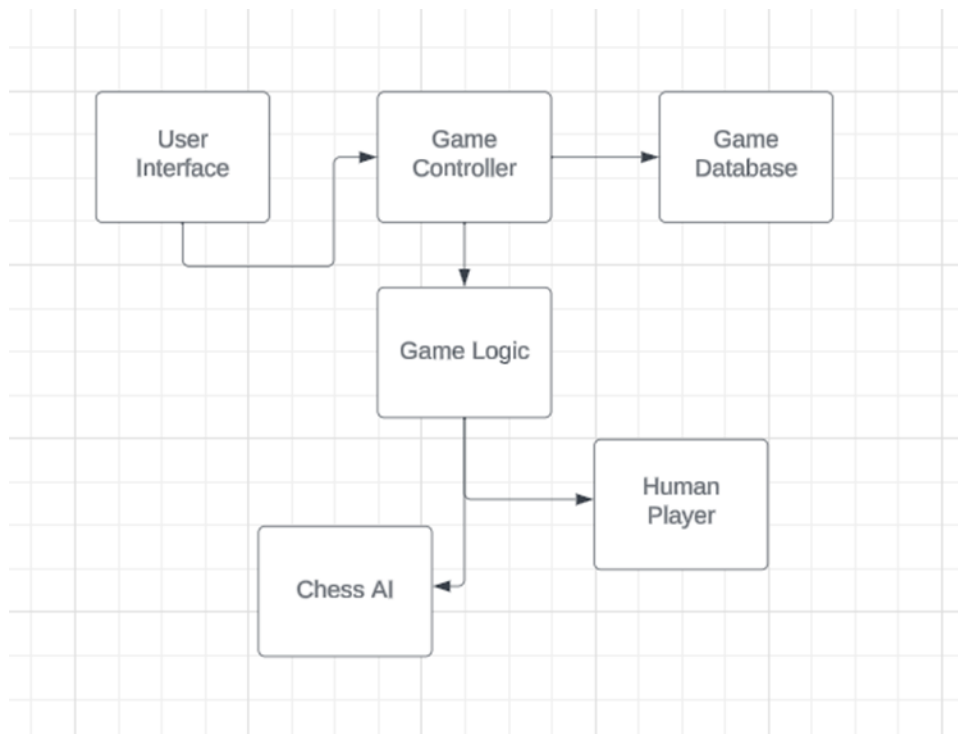 User
Interface
Game
Controller
Game
Database
Game Logic
Human
Player
Chess AI